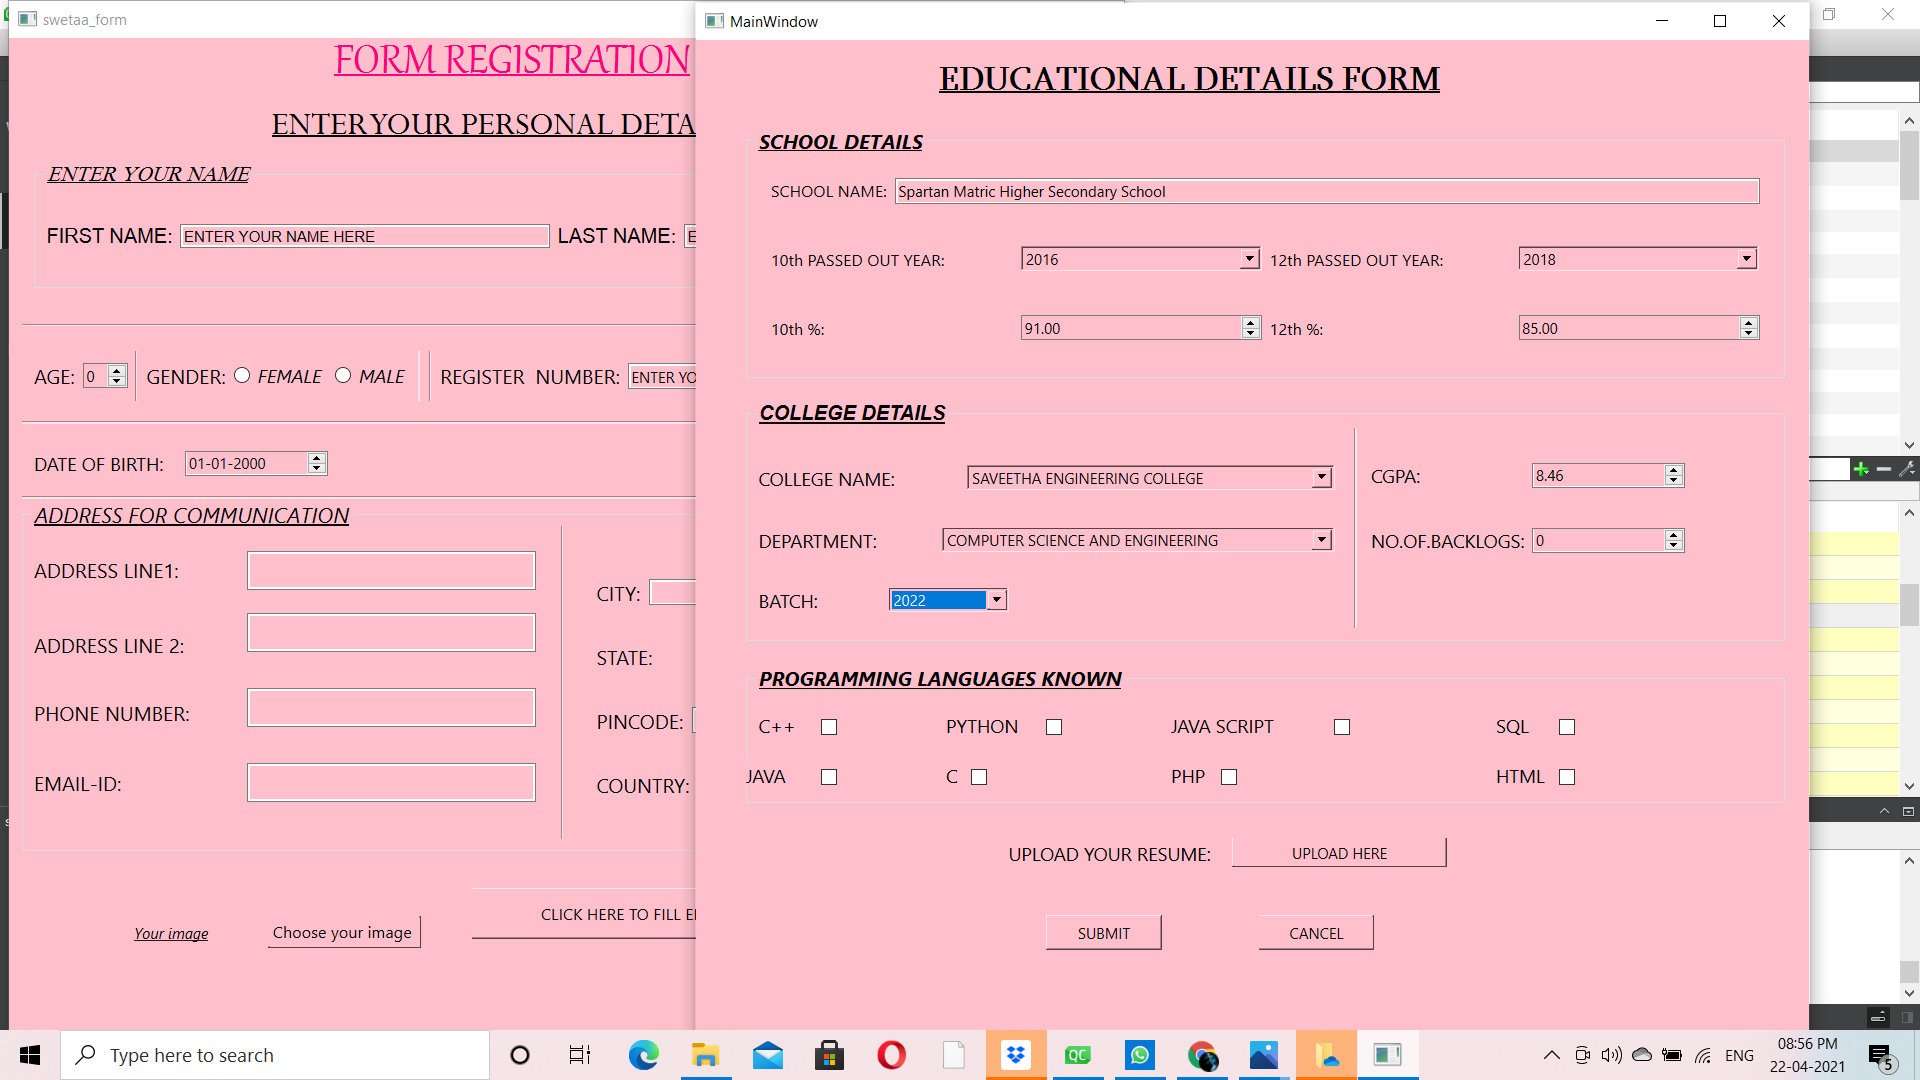 swetaa_form
FORM REGISTRATION
ENTER YOUR PERSONAL DETA
ENTER YOUR NAME
FIRST NAME: ENTER YOUR NAME HERE LAST NAME: E
AGE: 0 GENDER: FEMALE MALE REGISTER NUMBER: ENTER YO
DATE OF BIRTH: 01-01-2000
ADDRESS FOR COMMUNICATION
ADDRESS LINE1:
ADDRESS LINE 2:
PHONE NUMBER:
EMAIL-ID:
CITY:
STATE:
PINCODE:
COUNTRY:
Your image
Choose your image
CLICK HERE TO FILL E
MainWindow
EDUCATIONAL DETAILS FORM
SCHOOL DETAILS
SCHOOL NAME: Spartan Matric Higher Secondary School
10th PASSED OUT YEAR: 2016 12th PASSED OUT YEAR: 2018
10th %: 91.00 12th %: 85.00
COLLEGE DETAILS
COLLEGE NAME: SAVEETHA ENGINEERING COLLEGE
DEPARTMENT: COMPUTER SCIENCE AND ENGINEERING
BATCH: 2022
CGPA: 8.46
NO.OF.BACKLOGS: 0
PROGRAMMING LANGUAGES KNOWN
C++ PYTHON JAVA SCRIPT SQL
JAVA C PHP HTML
UPLOAD YOUR RESUME: UPLOAD HERE
SUBMIT CANCEL
Type here to search
QC
ENG
08:56 PM
22-04-2021
5